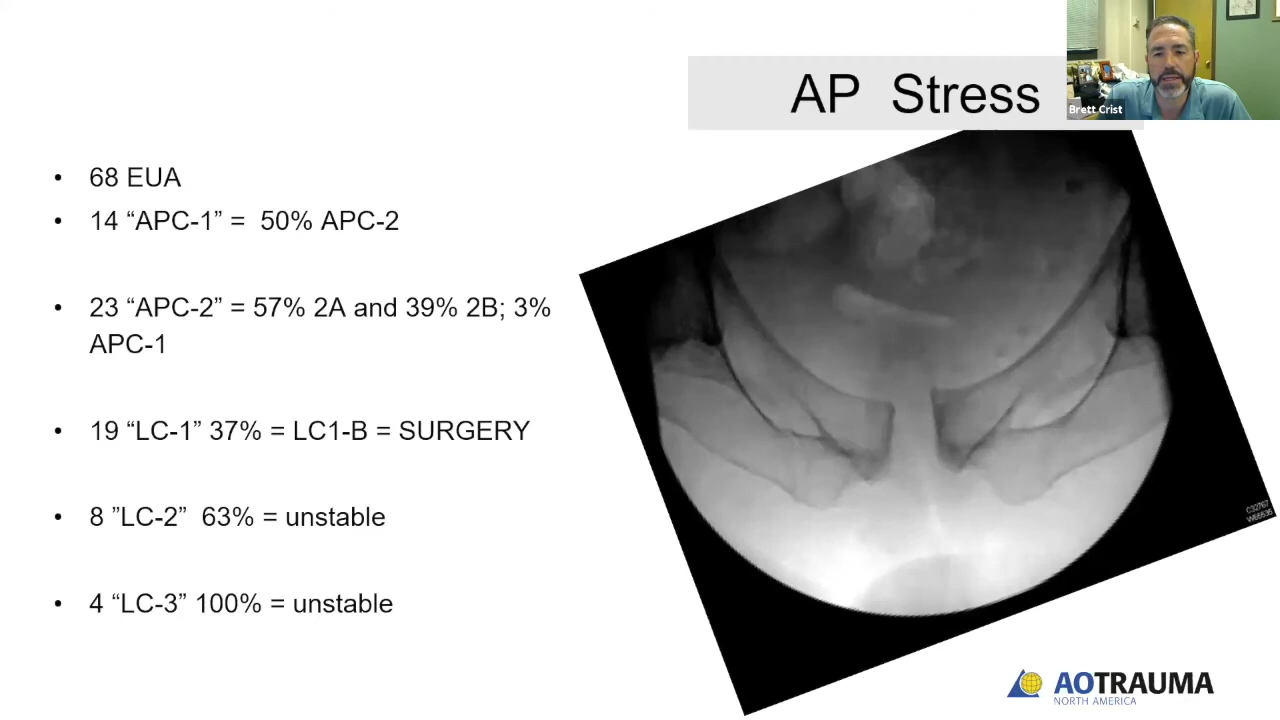 AP Stress
Brett Crist
• 68 EUA
• 14 “APC-1” = 50% APC-2
• 23 “APC-2” = 57% 2A and 39% 2B; 3%
APC-1
• 19 “LC-1” 37% = LC1-B = SURGERY
• 8 ”LC-2” 63% = unstable
• 4 “LC-3” 100% = unstable
AOTRAUMA
NORTH AMERICA